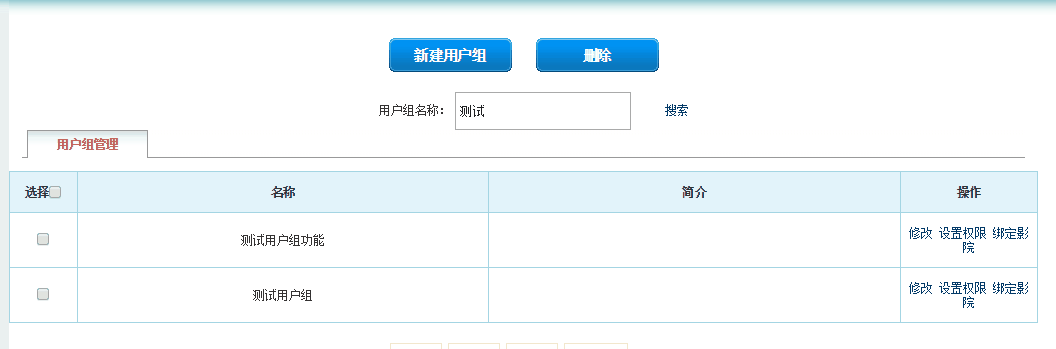 新建用户组 删除
用户组名称： 测试 搜索
用户组管理
选择 名称 简介 操作
测试用户组功能 修改 设置权限 绑定影
院
测试用户组 修改 设置权限 绑定影
院